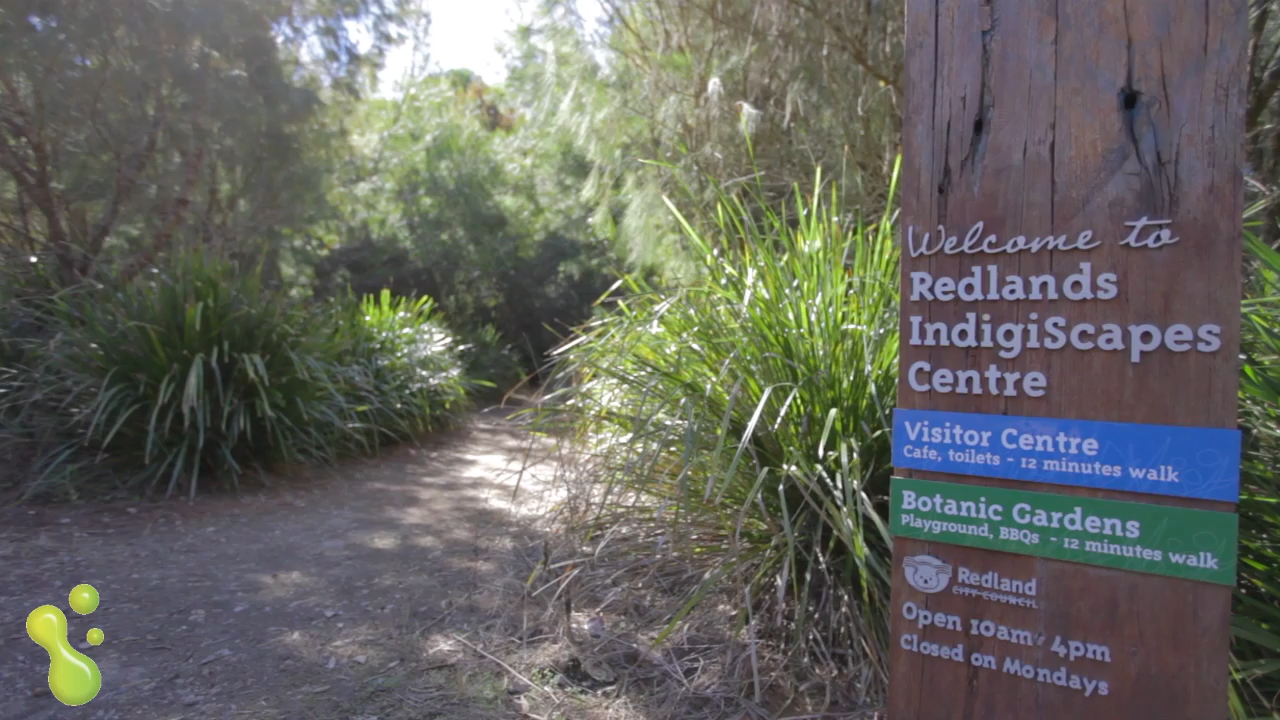 Welcome to
Redlands
IndigiScapes
Centre
Visitor Centre
Cafe, toilets - 12 minutes walk
Botanic Gardens
Playground, BBQs - 12 minutes walk
Redland
CITY COUNCIL
Open 10am- 4pm
Closed on Mondays